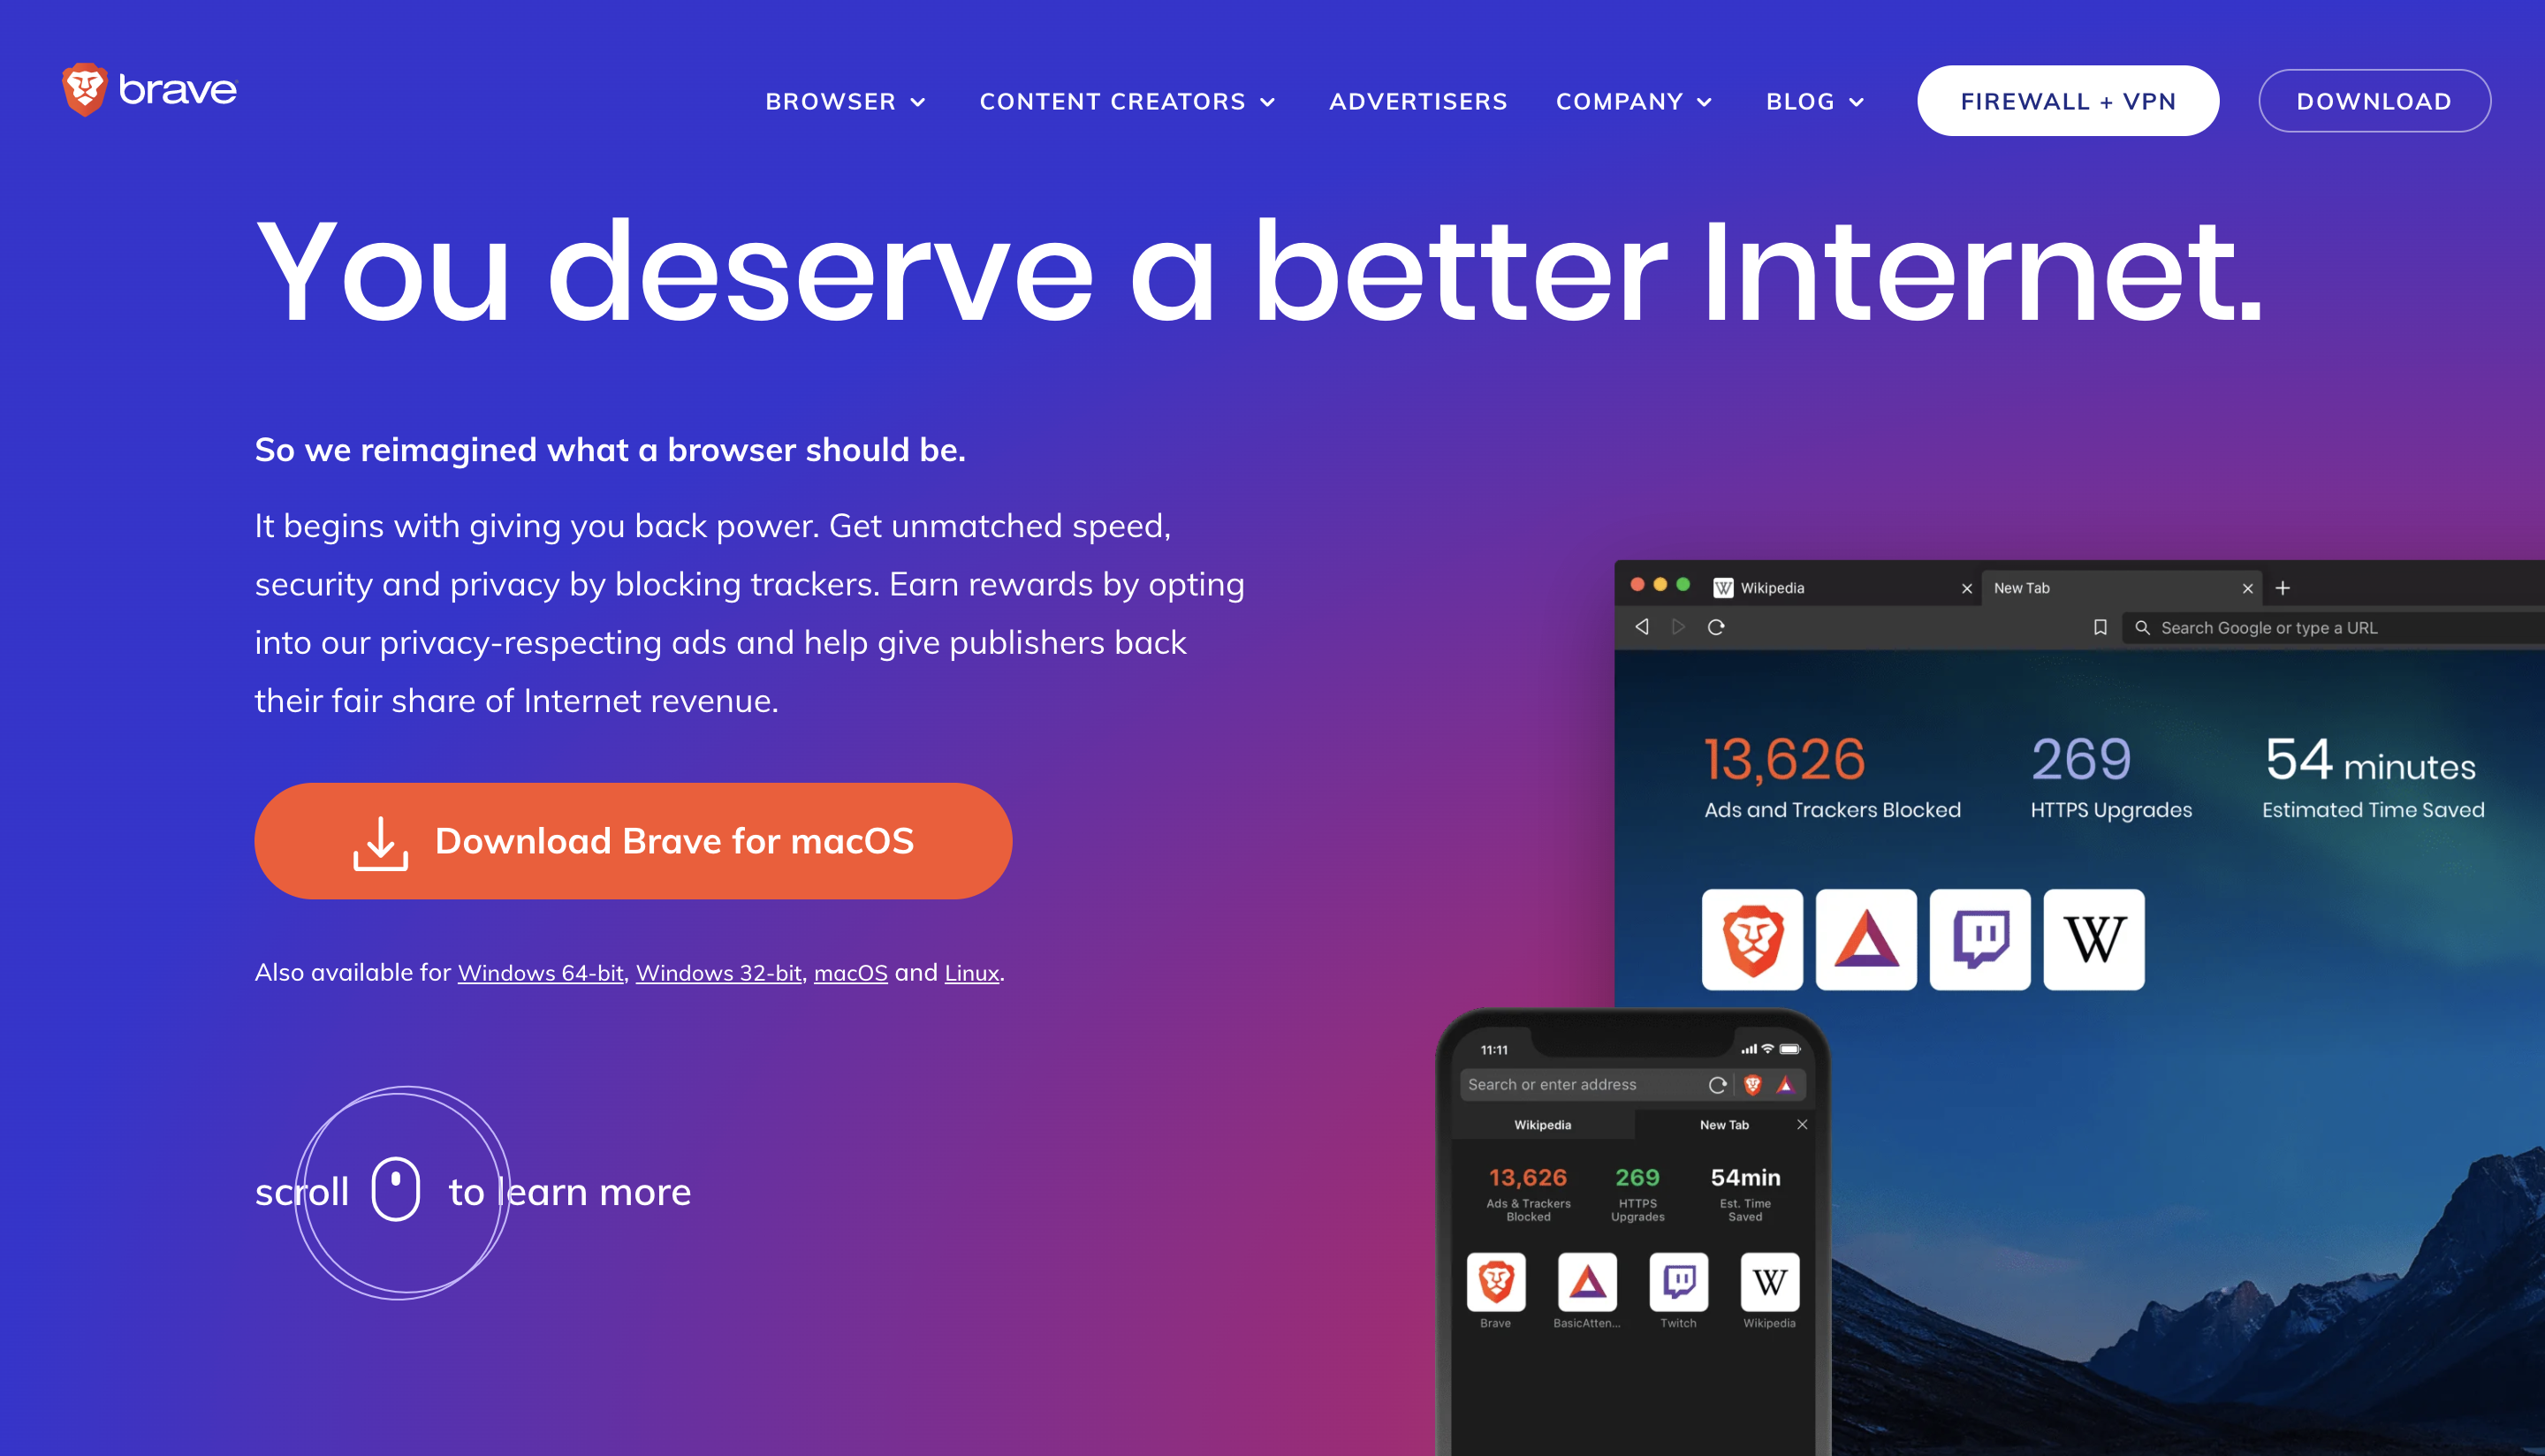 brave
BROWSER CONTENT CREATORS ADVERTISERS COMPANY BLOG FIREWALL + VPN DOWNLOAD
You deserve a better Internet.
So we reimagined what a browser should be.
It begins with giving you back power. Get unmatched speed,
security and privacy by blocking trackers. Earn rewards by opting
into our privacy-respecting ads and help give publishers back
their fair share of Internet revenue.
Download Brave for macOS
Also available for Windows 64-bit, Windows 32-bit, macOS and Linux.
scroll to learn more
W Wikipedia New Tab
Search Google or type a URL
13,626 269 54 minutes
Ads and Trackers Blocked HTTPS Upgrades Estimated Time Saved
W
11:11
Search or enter address
Wikipedia New Tab
13,626 269 54min
Ads & Trackers HTTPS Est. Time
Blocked Upgrades Saved
W
Brave BasicAtten... Twitch Wikipedia